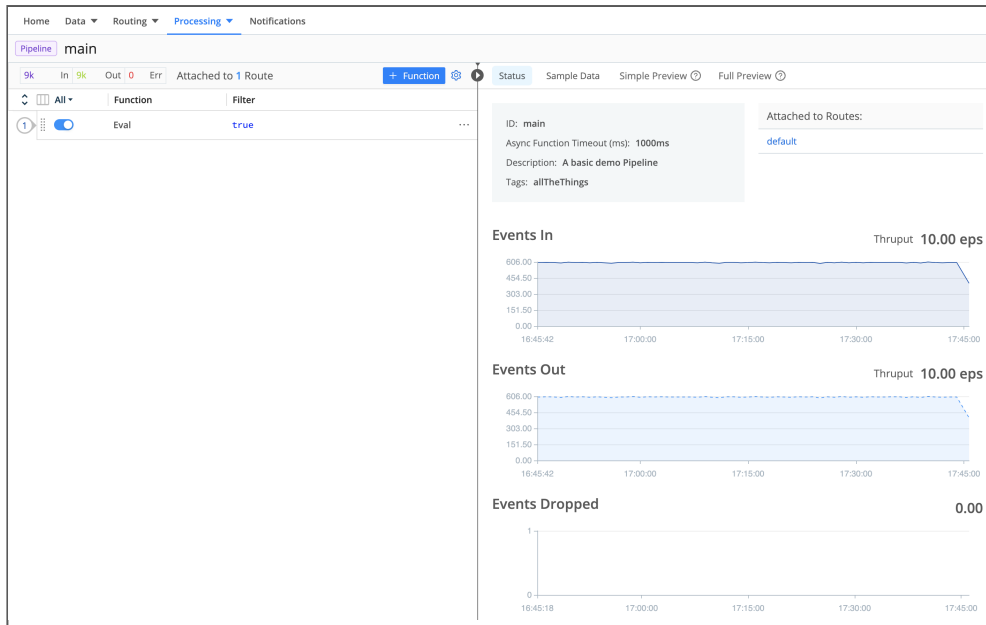 Home Data Routing Processing Notifications
Pipeline main
9k In 9k Out 0 Err Attached to 1 Route + Function
All Function Filter
1 Eval true ...
Status Sample Data Simple Preview ? Full Preview ?
ID: main
Async Function Timeout (ms): 1000ms
Description: A basic demo Pipeline
Tags: allTheThings
Attached to Routes:
default
Events In Thruput 10.00 eps
606.00
454.50
303.00
151.50
0.00
16:45:42 17:00:00 17:15:00 17:30:00 17:45:00
Events Out Thruput 10.00 eps
606.00
454.50
303.00
151.50
0.00
16:45:42 17:00:00 17:15:00 17:30:00 17:45:00
Events Dropped 0.00
1
0
16:45:18 17:00:00 17:15:00 17:30:00 17:45:00